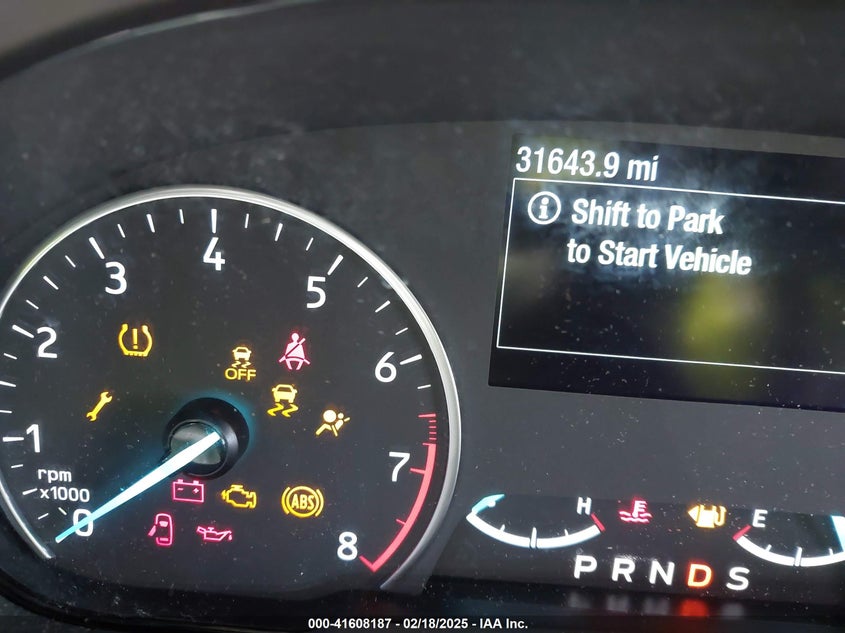 31643.9 mi
Shift to Park
to Start Vehicle
4
3
5
2
6
OFF
1
7
rpm
x1000
0
ABS
8
H
E
P R N D S
000-41608187 - 02/18/2025 - IAA Inc.